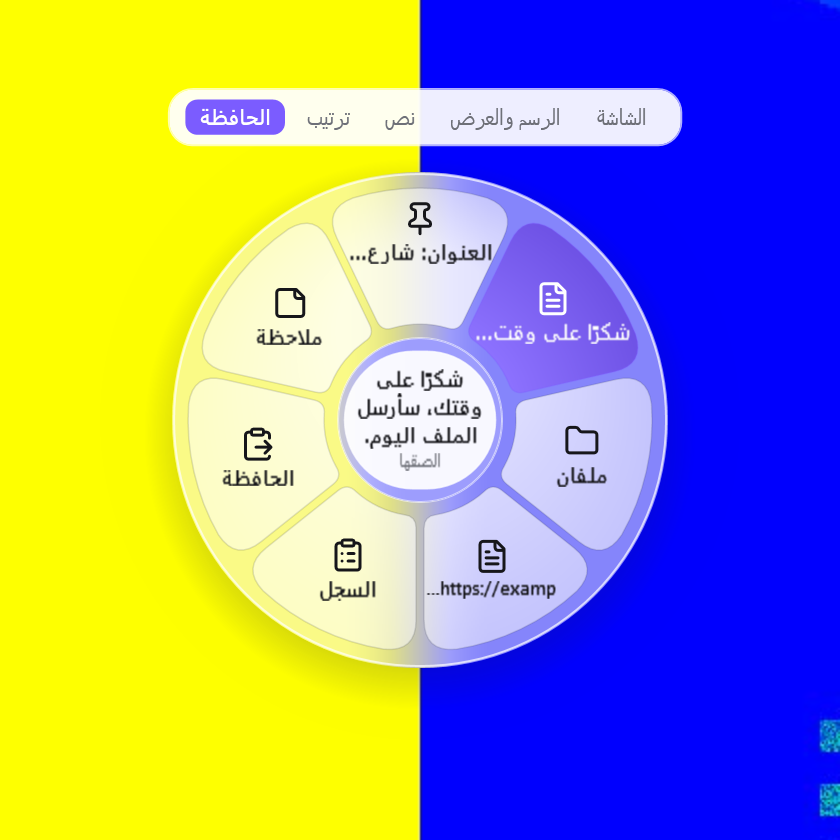 الشاشة
الرسم والعرض
نص
ترتيب
الحافظة
العنوان: شارع...
شكرًا على وقت...
ملاحظة
شكرًا على
وقتك، سأرسل
الملف اليوم.
الصقها
ملفان
الحافظة
https://examp...
السجل